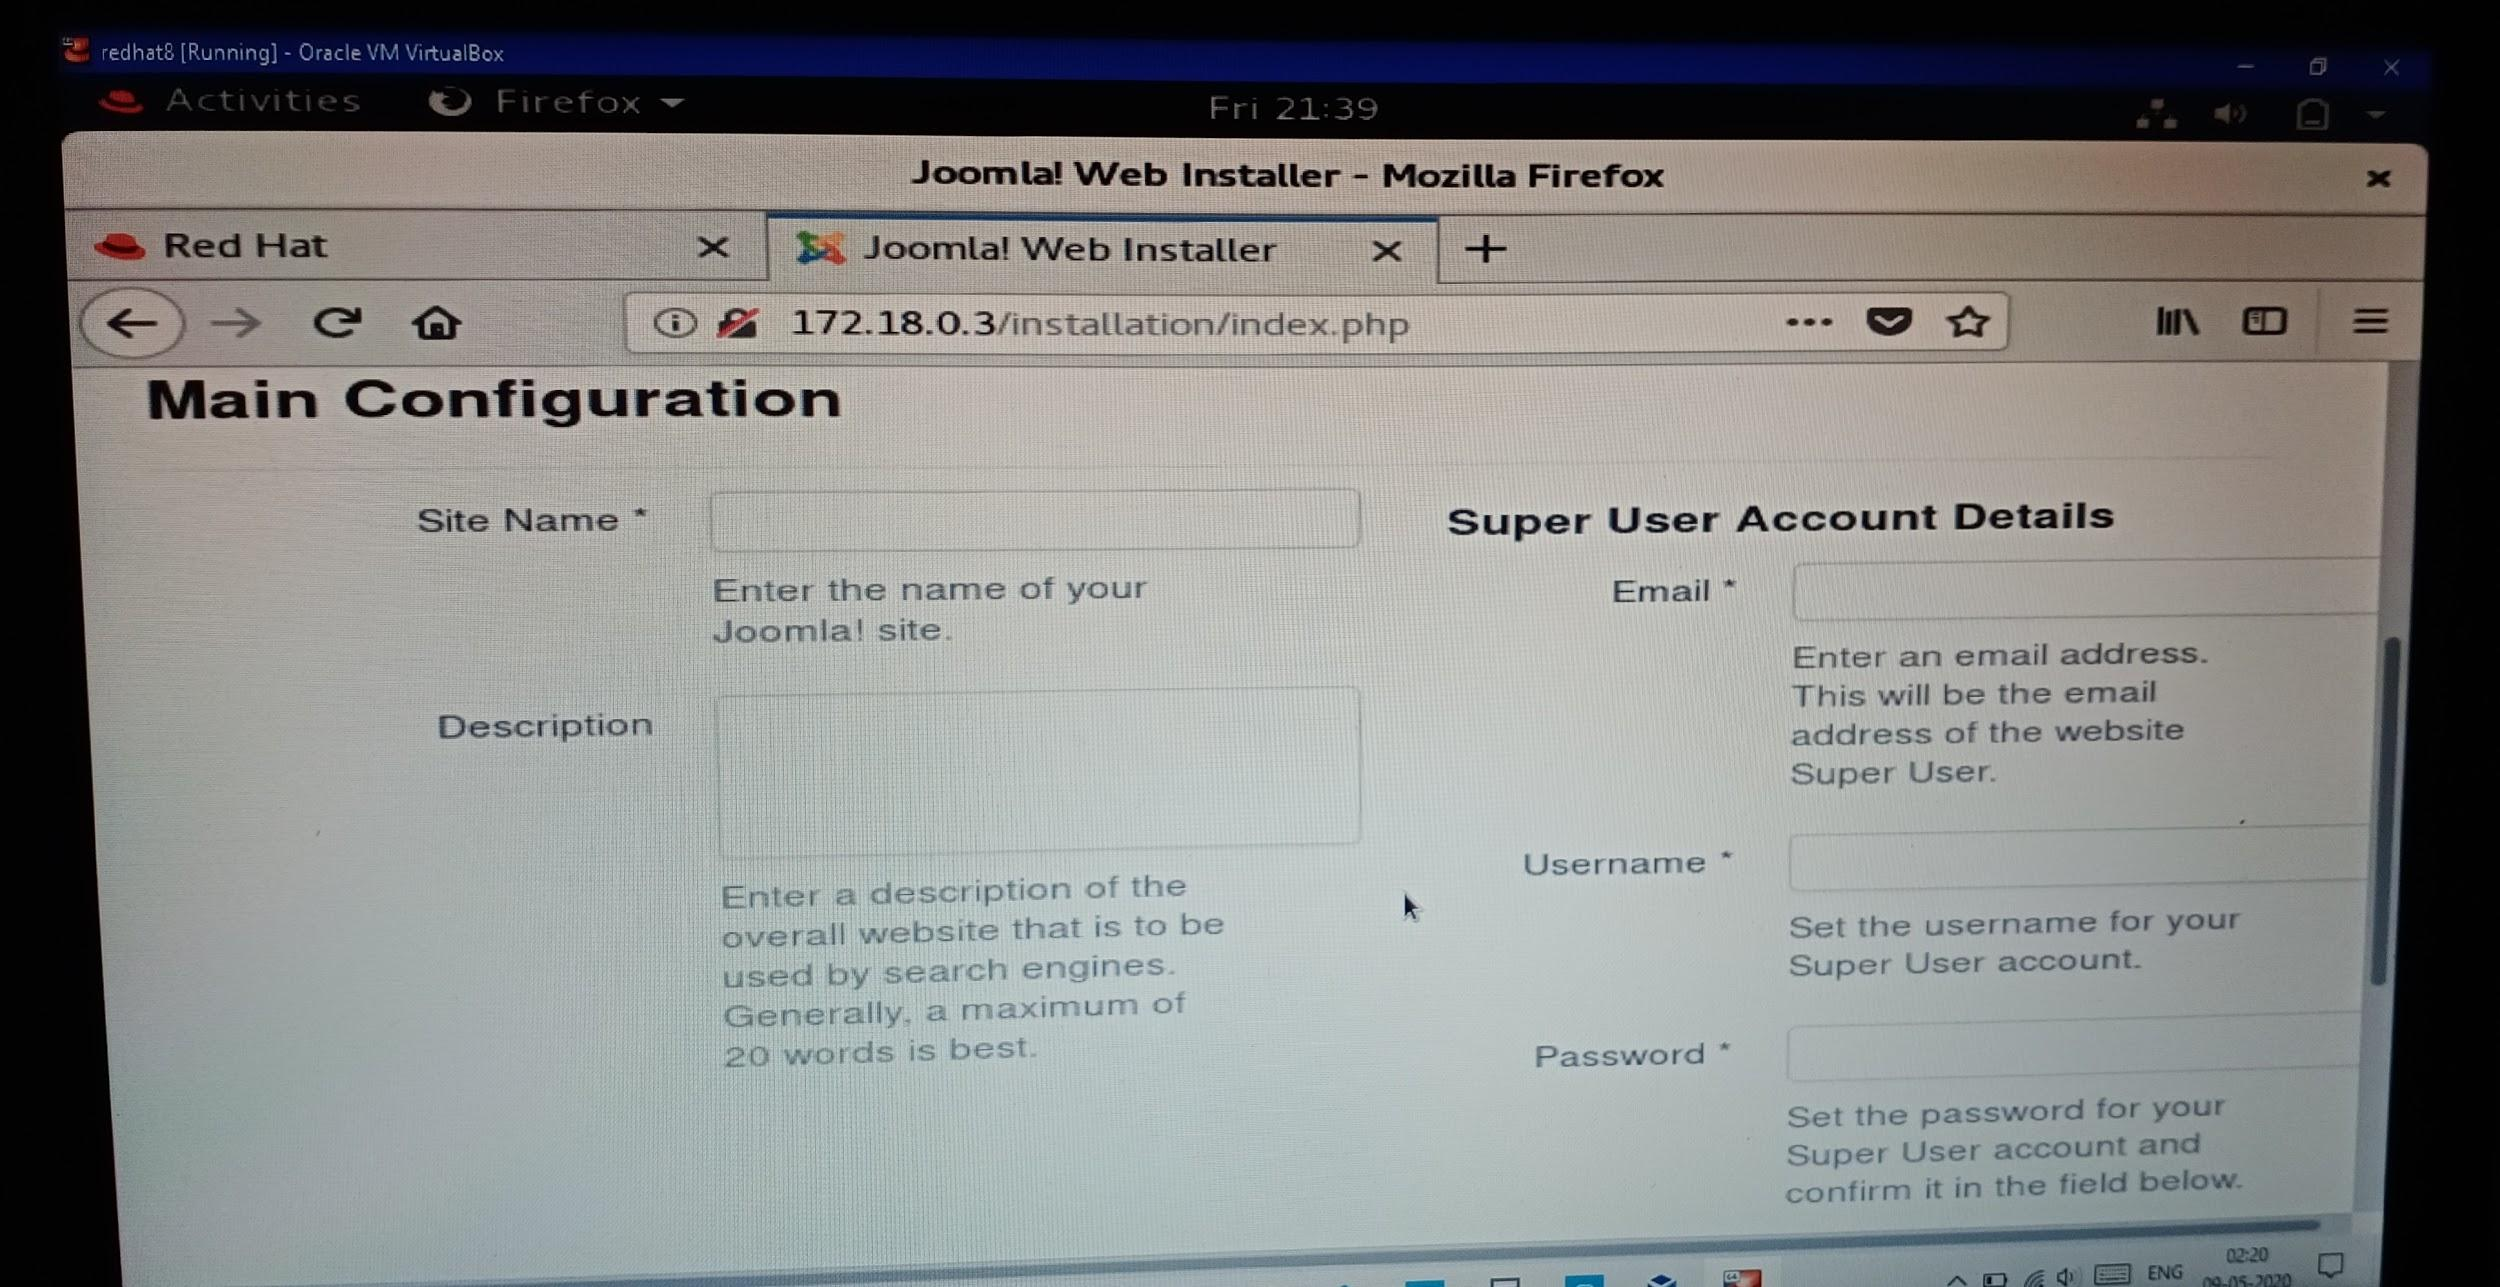 redhat8 [Running] - Oracle VM VirtualBox
Activities Firefox Fri 21:39
Joomla! Web Installer - Mozilla Firefox
Red Hat Joomla! Web Installer
172.18.0.3/installation/index.php
Main Configuration
Site Name *
Enter the name of your
Joomla! site.
Description
Enter a description of the
overall website that is to be
used by search engines.
Generally, a maximum of
20 words is best.
Super User Account Details
Email *
Enter an email address.
This will be the email
address of the website
Super User.
Username *
Set the username for your
Super User account.
Password *
Set the password for your
Super User account and
confirm it in the field below.
ENG
02:20
09-05-2020